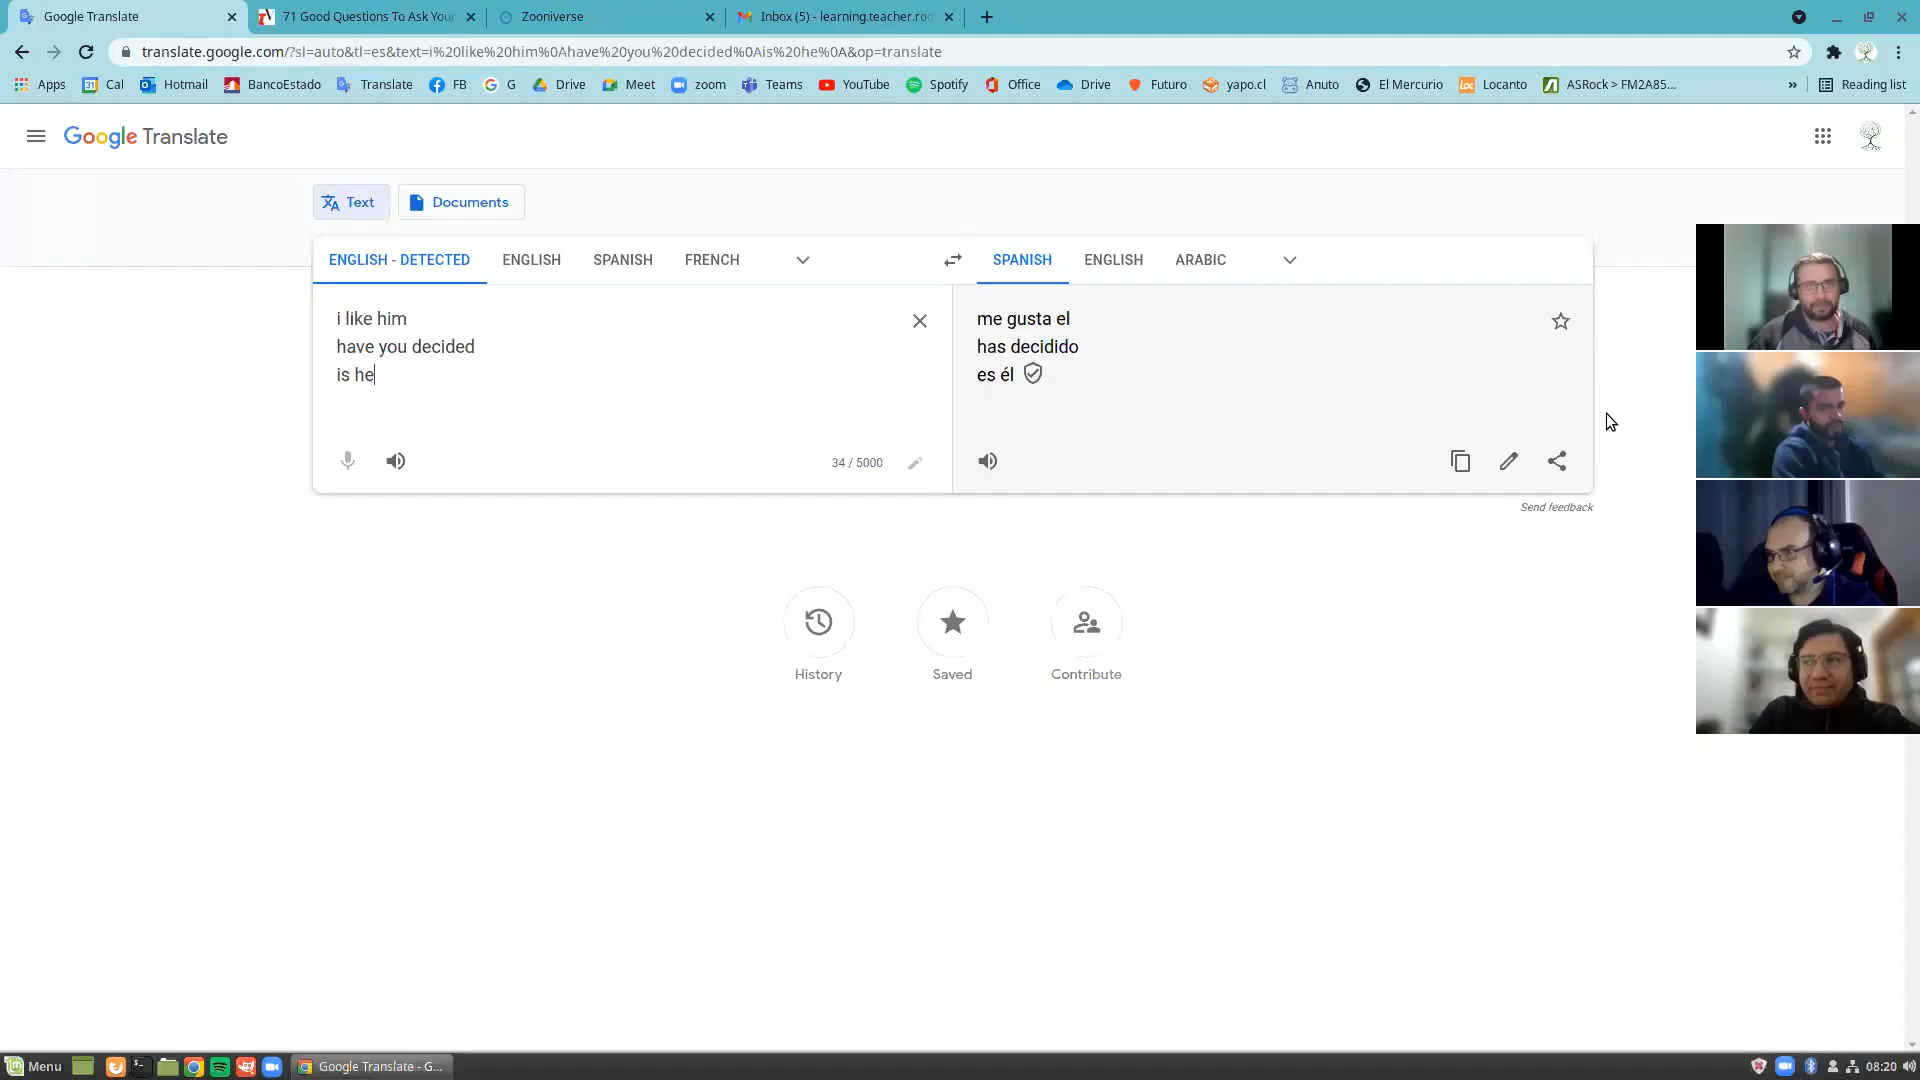 Google Translate
71 Good Questions To Ask Your
Zooniverse
Inbox (5) - learning.teacher.roo
translate.google.com/?sl=auto&tl=es&text=i%20like%20him%0Ahave%20you%20decided%0Ais%20he%0A&op=translate
Apps
Cal
Hotmail
BancoEstado
Translate
FB
G
Drive
Meet
zoom
Teams
YouTube
Spotify
Office
Drive
Futuro
yapo.cl
Anuto
El Mercurio
Locanto
ASRock > FM2A85...
»
Reading list
Google Translate
Text
Documents
ENGLISH - DETECTED
ENGLISH
SPANISH
FRENCH
SPANISH
ENGLISH
ARABIC
i like him
have you decided
is he
34 / 5000
me gusta el
has decidido
es él
Send feedback
History
Saved
Contribute
Menu
Google Translate - G...
08:20